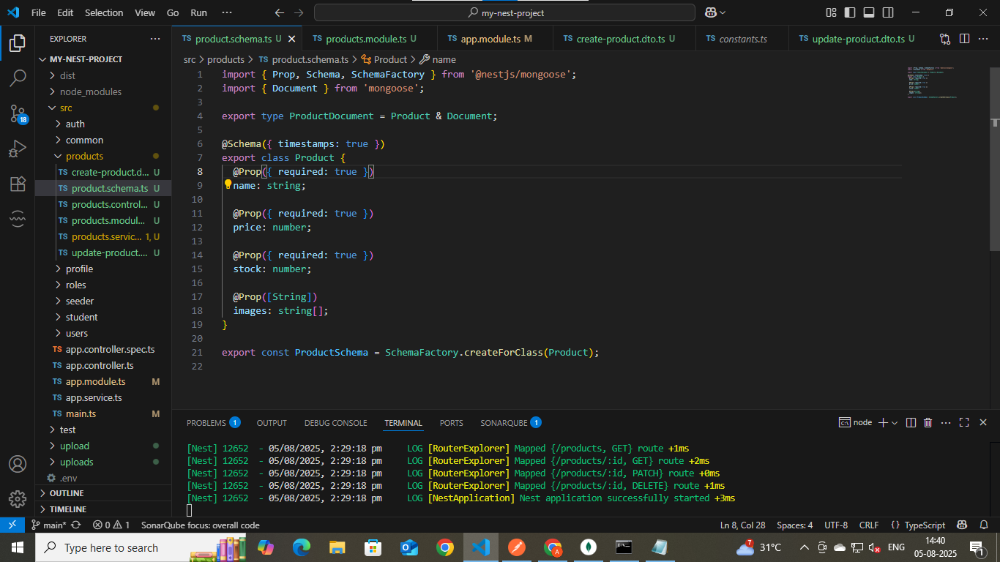 File Edit Selection View Go Run ··· my-nest-project
EXPLORER ···
MY-NEST-PROJECT
dist
node_modules
src
auth
common
products
TS create-product.d... U
TS product.schema.ts U
TS products.control... U
TS products.modul... U
TS products.servic... 1, U
TS update-product.... U
profile
roles
seeder
student
users
TS app.controller.spec.ts
TS app.controller.ts
TS app.module.ts M
TS app.service.ts
TS main.ts M
test
upload
uploads
.env
OUTLINE
TIMELINE
18
TS product.schema.ts U TS products.module.ts U TS app.module.ts M TS create-product.dto.ts U TS constants.ts TS update-product.dto.ts U ···
src > products > TS product.schema.ts > Product > name
1 import { Prop, Schema, SchemaFactory } from '@nestjs/mongoose';
2 import { Document } from 'mongoose';
3
4 export type ProductDocument = Product & Document;
5
6 @Schema({ timestamps: true })
7 export class Product {
8 @Prop({ required: true })
9 name: string;
10
11 @Prop({ required: true })
12 price: number;
13
14 @Prop({ required: true })
15 stock: number;
16
17 @Prop([String])
18 images: string[];
19 }
20
21 export const ProductSchema = SchemaFactory.createForClass(Product);
22
PROBLEMS 1 OUTPUT DEBUG CONSOLE TERMINAL PORTS SONARQUBE 1 node ···
[Nest] 12652 - 05/08/2025, 2:29:18 pm LOG [RouterExplorer] Mapped {/products, GET} route +1ms
[Nest] 12652 - 05/08/2025, 2:29:18 pm LOG [RouterExplorer] Mapped {/products/:id, GET} route +2ms
[Nest] 12652 - 05/08/2025, 2:29:18 pm LOG [RouterExplorer] Mapped {/products/:id, PATCH} route +0ms
[Nest] 12652 - 05/08/2025, 2:29:18 pm LOG [RouterExplorer] Mapped {/products/:id, DELETE} route +1ms
[Nest] 12652 - 05/08/2025, 2:29:18 pm LOG [NestApplication] Nest application successfully started +3ms
main* 0 1 SonarQube focus: overall code Ln 8, Col 28 Spaces: 4 UTF-8 CRLF {} TypeScript
Type here to search 7 31°C ENG 14:40
05-08-2025 1